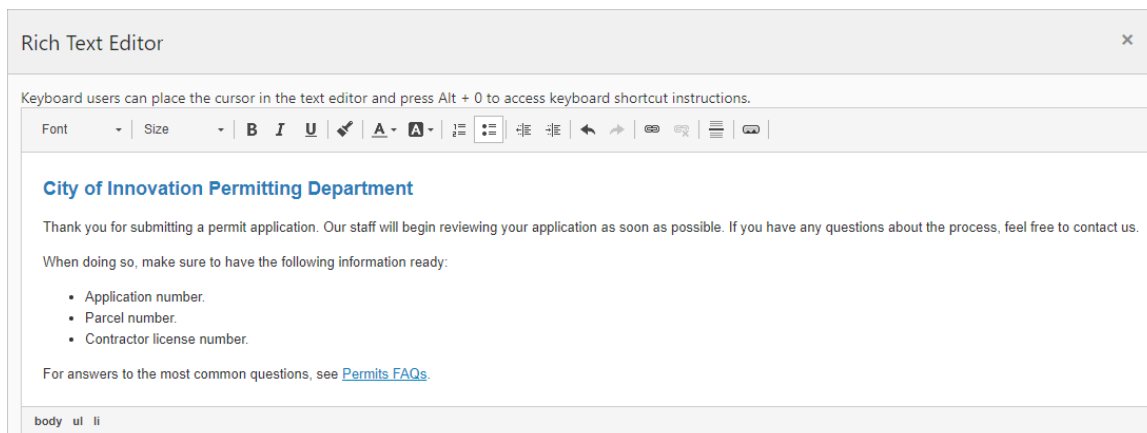 Rich Text Editor
×
Keyboard users can place the cursor in the text editor and press Alt + 0 to access keyboard shortcut instructions.
Font Size B I U A A
City of Innovation Permitting Department
Thank you for submitting a permit application. Our staff will begin reviewing your application as soon as possible. If you have any questions about the process, feel free to contact us.
When doing so, make sure to have the following information ready:
• Application number.
• Parcel number.
• Contractor license number.
For answers to the most common questions, see Permits FAQs.
body ul li